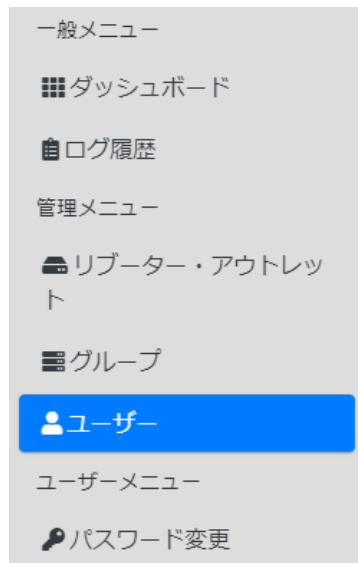 一般メニュー
ダッシュボード
ログ履歴
管理メニュー
リブーター・アウトレッ
ト
グループ
ユーザー
ユーザーメニュー
パスワード変更